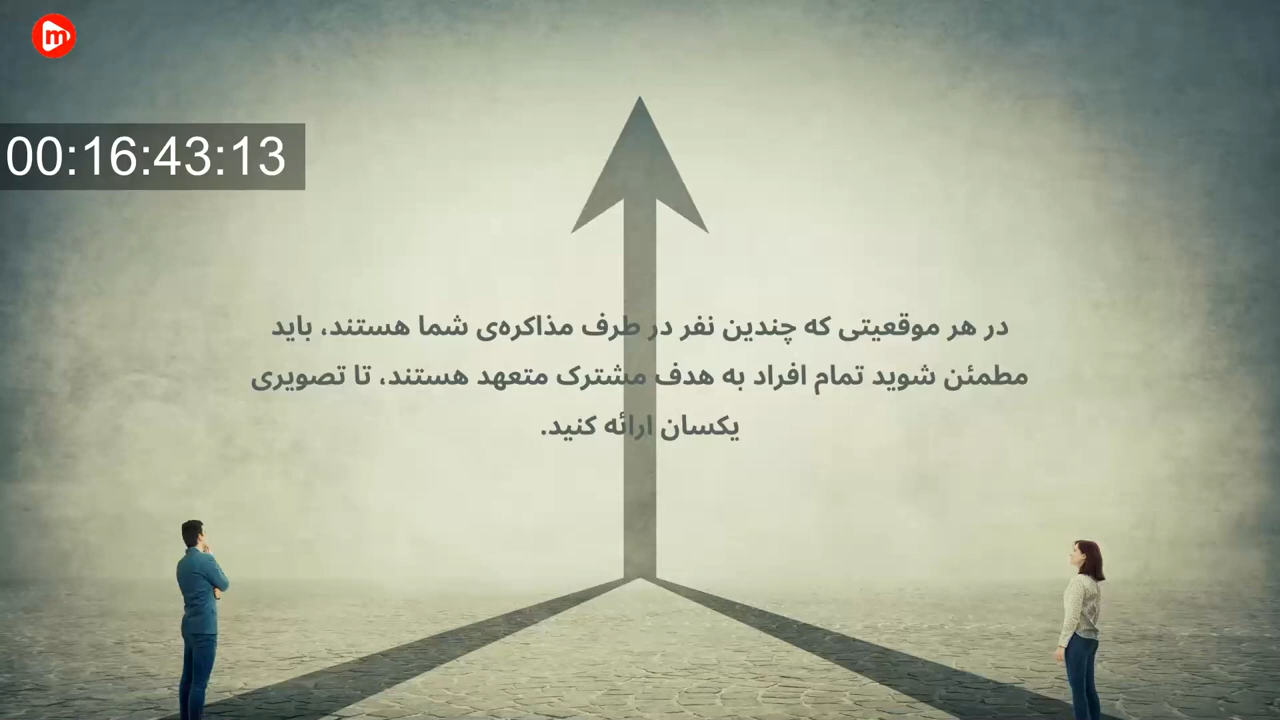 m
00:16:43:13
در هر موقعیتی که چندین نفر در طرف مذاکره‌ی شما هستند، باید
مطمئن شوید تمام افراد به هدف مشترک متعهد هستند، تا تصویری
یکسان ارائه کنید.